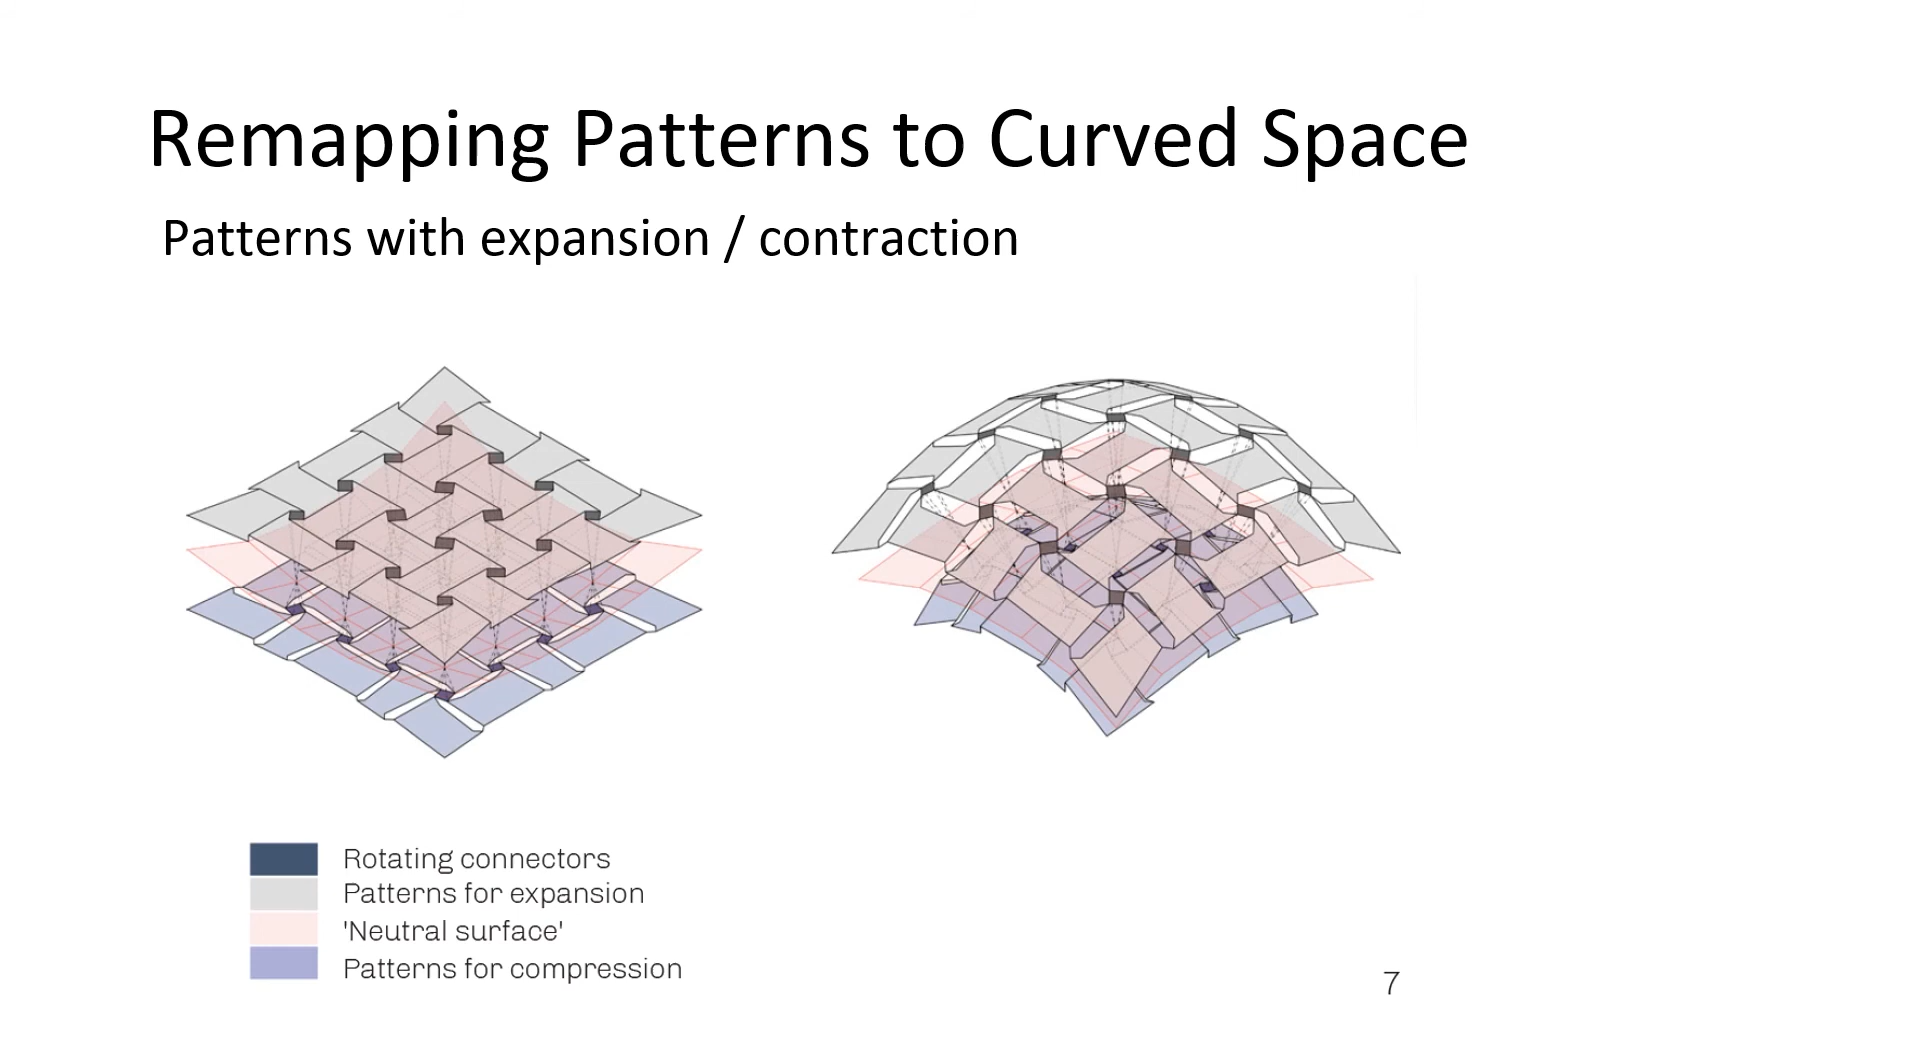 Remapping Patterns to Curved Space
Patterns with expansion / contraction
Rotating connectors
Patterns for expansion
'Neutral surface'
Patterns for compression
7